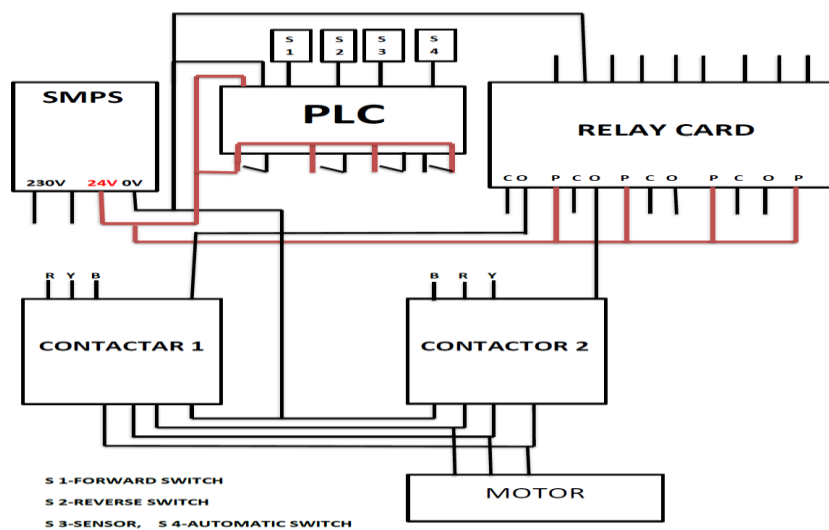 S 1
S 2
S 3
S 4
SMPS
PLC
RELAY CARD
230V 24V 0V
C O P C O P C O P C O P
R Y B
B R Y
CONTACTAR 1
CONTACTOR 2
S 1-FORWARD SWITCH
S 2-REVERSE SWITCH
S 3-SENSOR, S 4-AUTOMATIC SWITCH
MOTOR